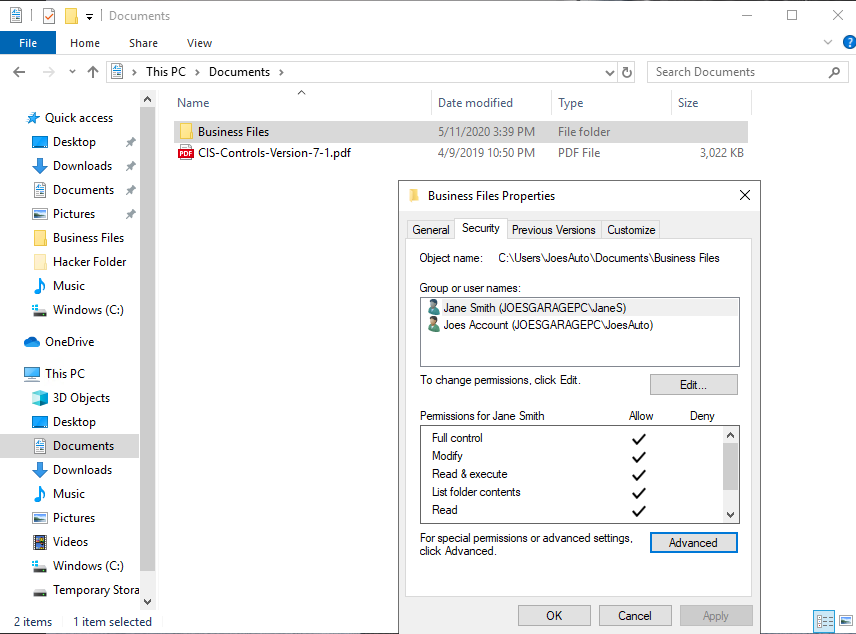 Documents
File Home Share View
This PC Documents Search Documents
Name Date modified Type Size
Quick access
Desktop
Downloads
Documents
Pictures
Business Files
Hacker Folder
Music
Windows (C:)
OneDrive
This PC
3D Objects
Desktop
Documents
Downloads
Music
Pictures
Videos
Windows (C:)
Temporary Stora
Business Files 5/11/2020 3:39 PM File folder
PDF CIS-Controls-Version-7-1.pdf 4/9/2019 10:50 PM PDF File 3,022 KB
Business Files Properties
General Security Previous Versions Customize
Object name: C:\Users\JoesAuto\Documents\Business Files
Group or user names:
Jane Smith (JOESGARAGEPC\JaneS)
Joes Account (JOESGARAGEPC\JoesAuto)
To change permissions, click Edit. Edit...
Permissions for Jane Smith Allow Deny
Full control
Modify
Read & execute
List folder contents
Read
For special permissions or advanced settings,
click Advanced. Advanced
OK Cancel Apply
2 items 1 item selected